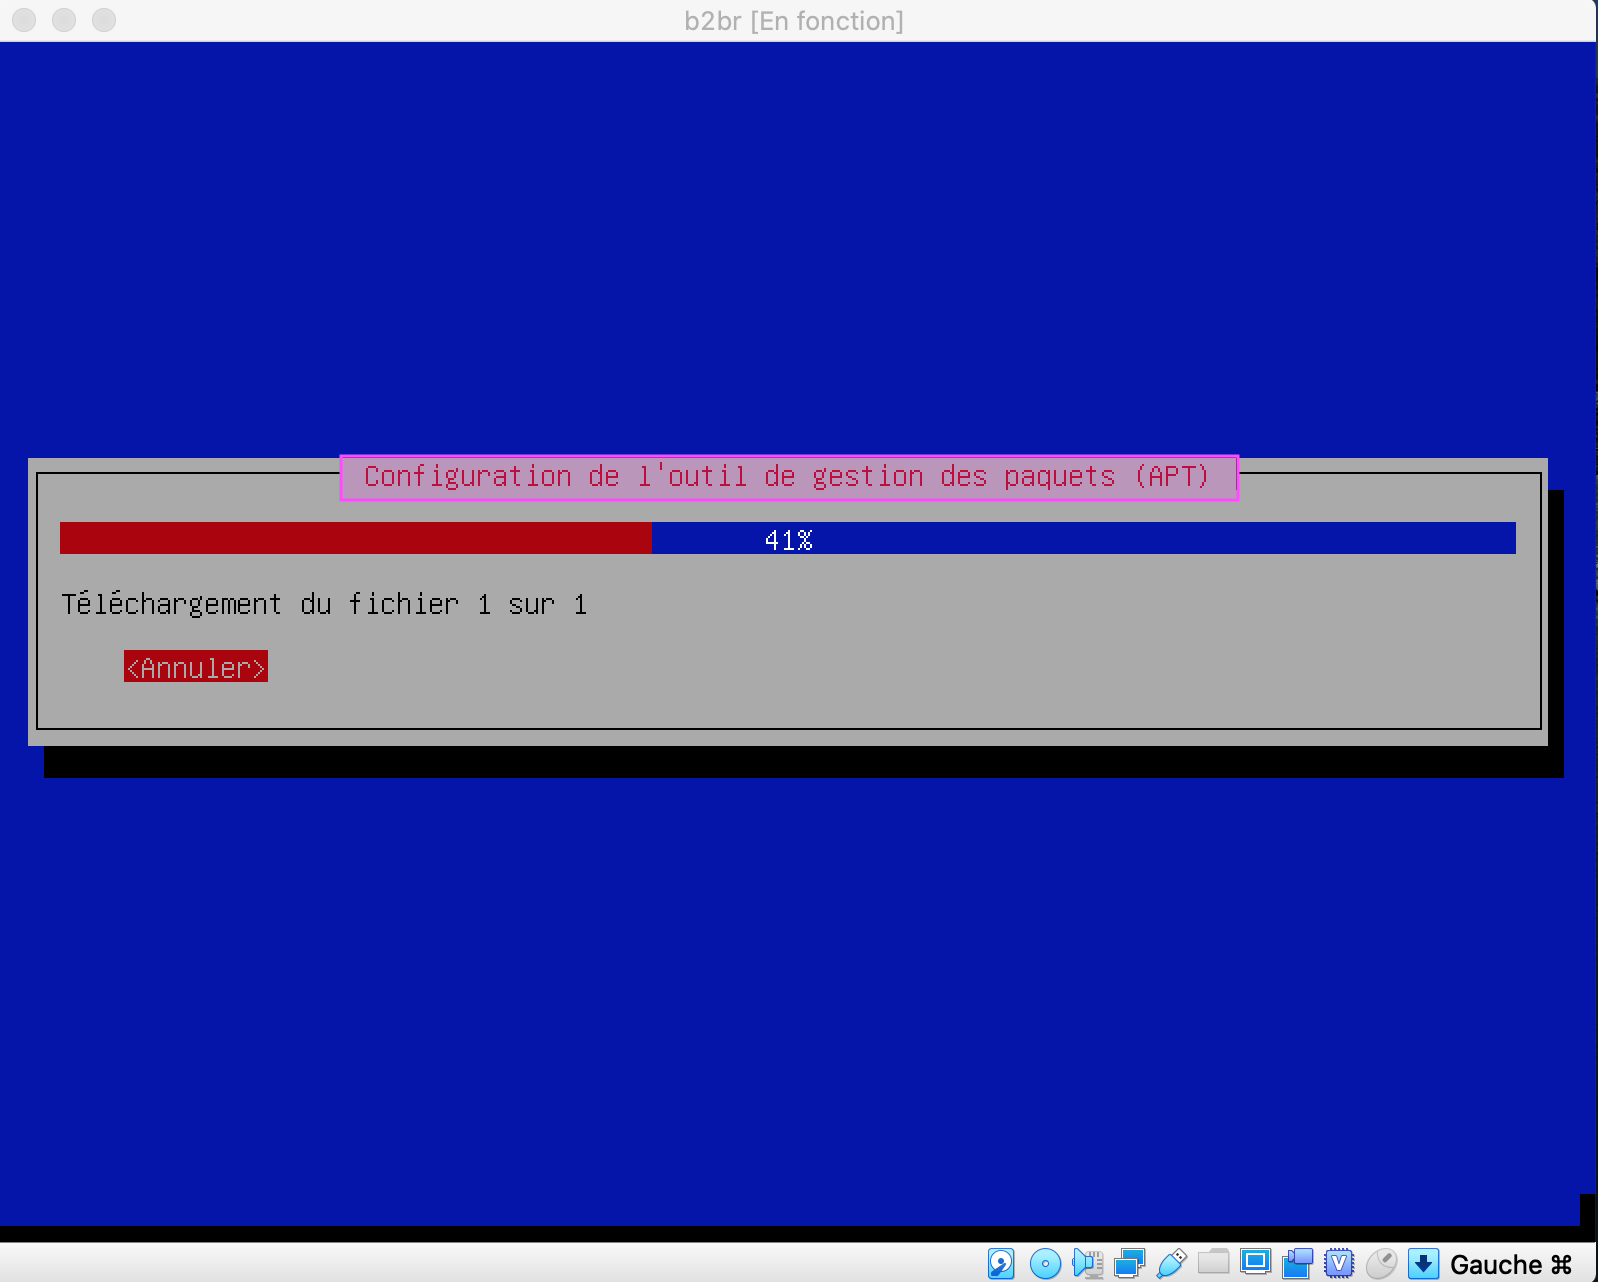 b2br [En fonction]
Configuration de l'outil de gestion des paquets (APT)
41%
Téléchargement du fichier 1 sur 1
<Annuler>
V
Gauche ⌘